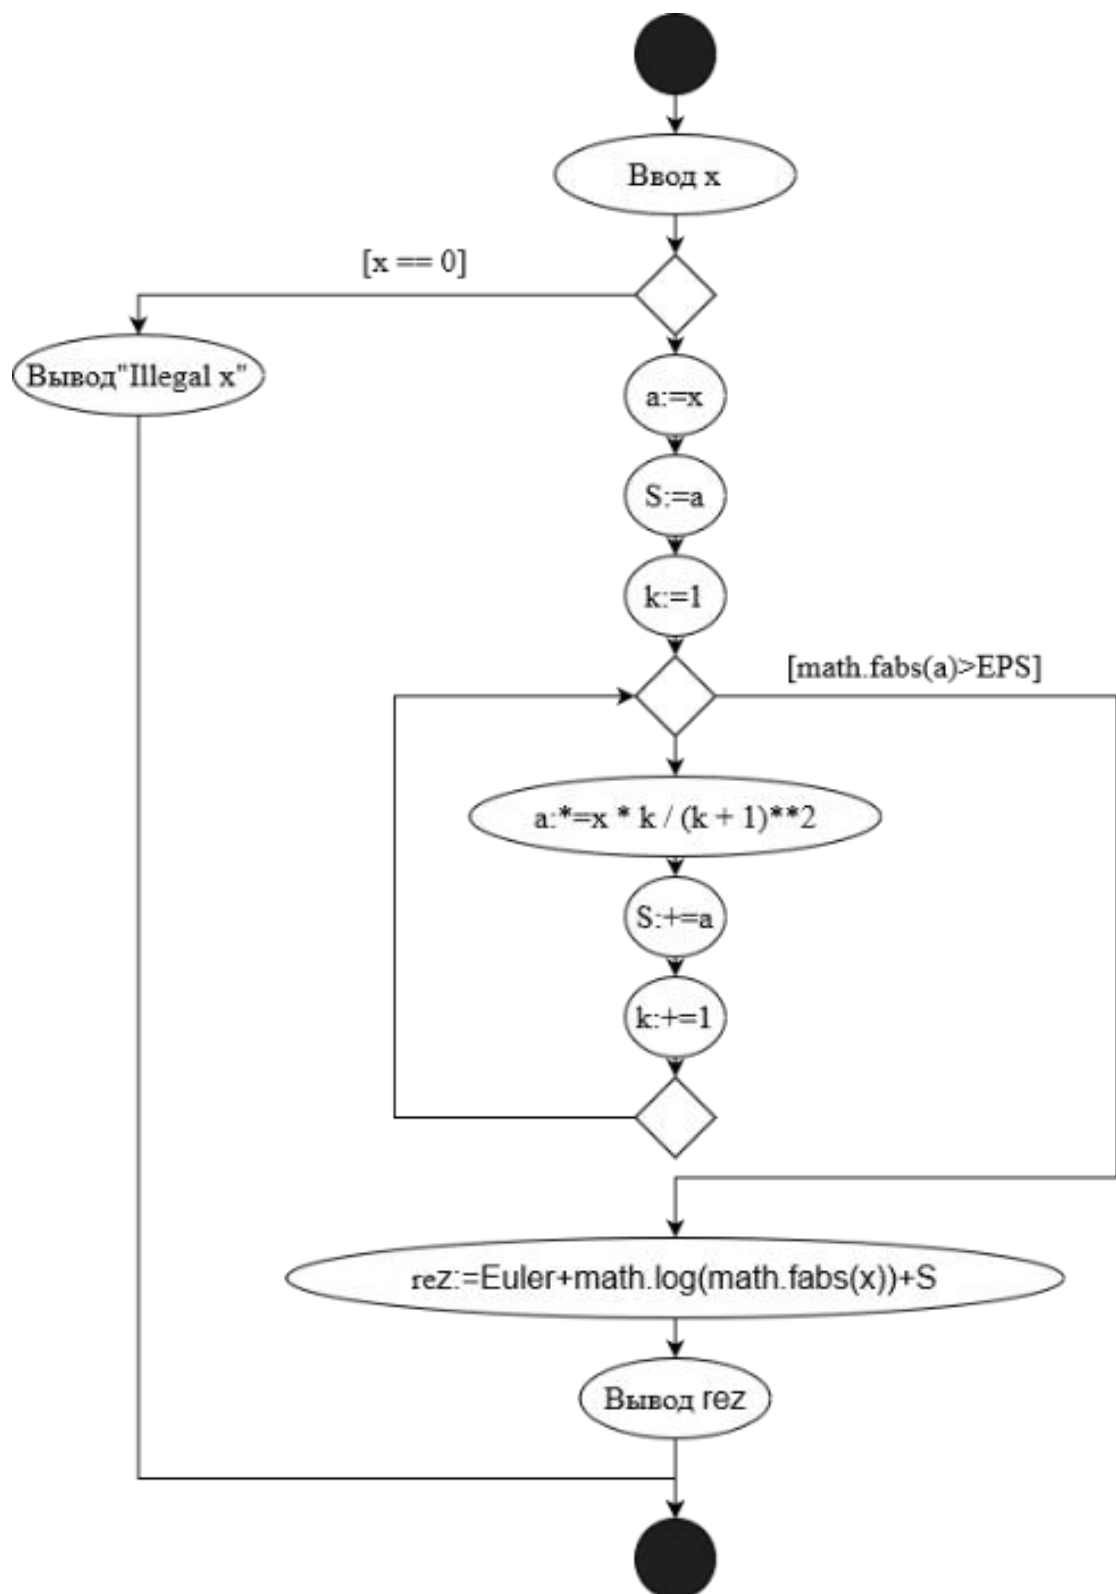 Ввод x
[x == 0]
Вывод"Illegal x"
a:=x
S:=a
k:=1
[math.fabs(a)>EPS]
a:*=x * k / (k + 1)**2
S:+=a
k:+=1
rez:=Euler+math.log(math.fabs(x))+S
Вывод rez